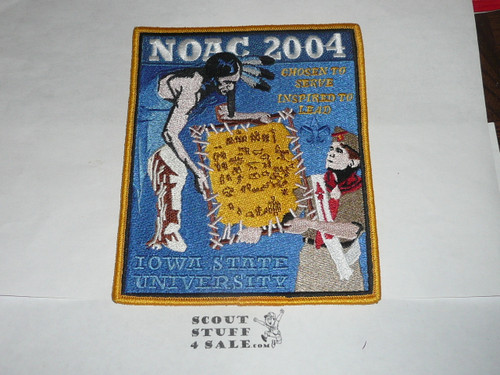 NOAC 2004
CHOSEN TO
SERVE
INSPIRED TO
LEAD
IOWA STATE
UNIVERSITY
SCOUT
STUFF
4 SALE.COM